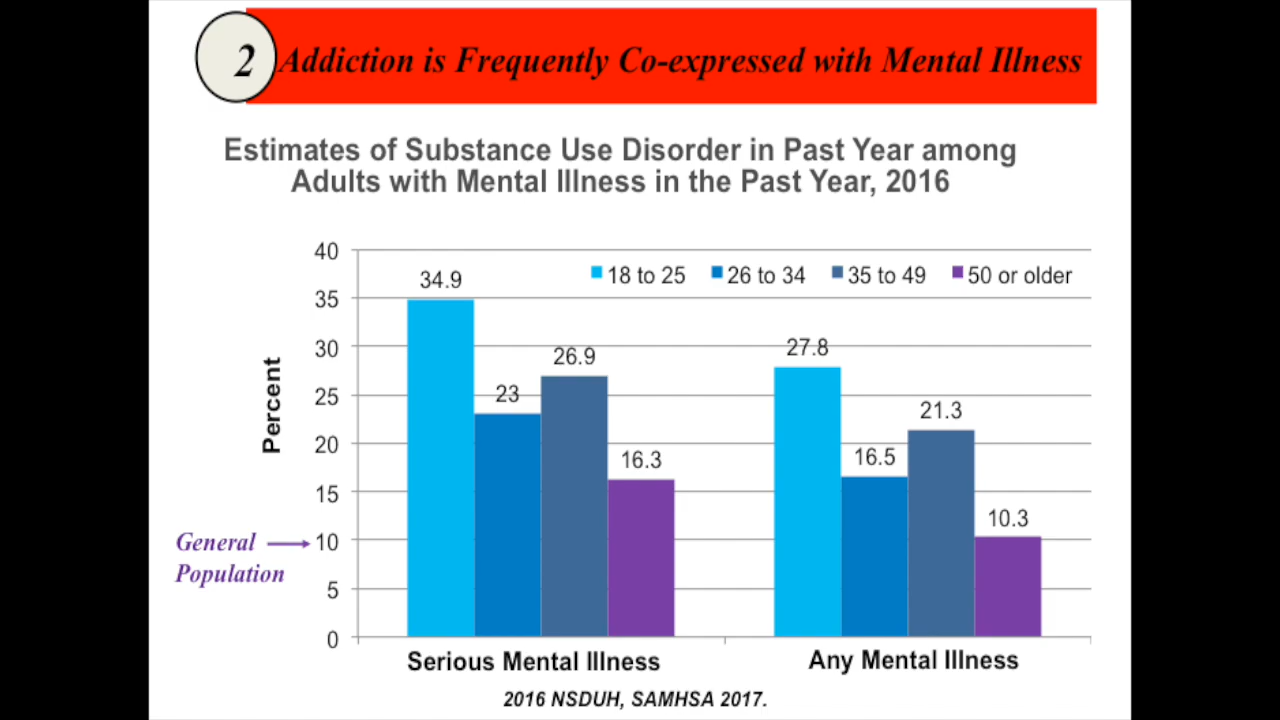 2
Addiction is Frequently Co-expressed with Mental Illness
Estimates of Substance Use Disorder in Past Year among
Adults with Mental Illness in the Past Year, 2016
40
35
30
25
20
15
10
5
0
Percent
General
Population
18 to 25
26 to 34
35 to 49
50 or older
34.9
23
26.9
16.3
27.8
16.5
21.3
10.3
Serious Mental Illness
Any Mental Illness
2016 NSDUH, SAMHSA 2017.